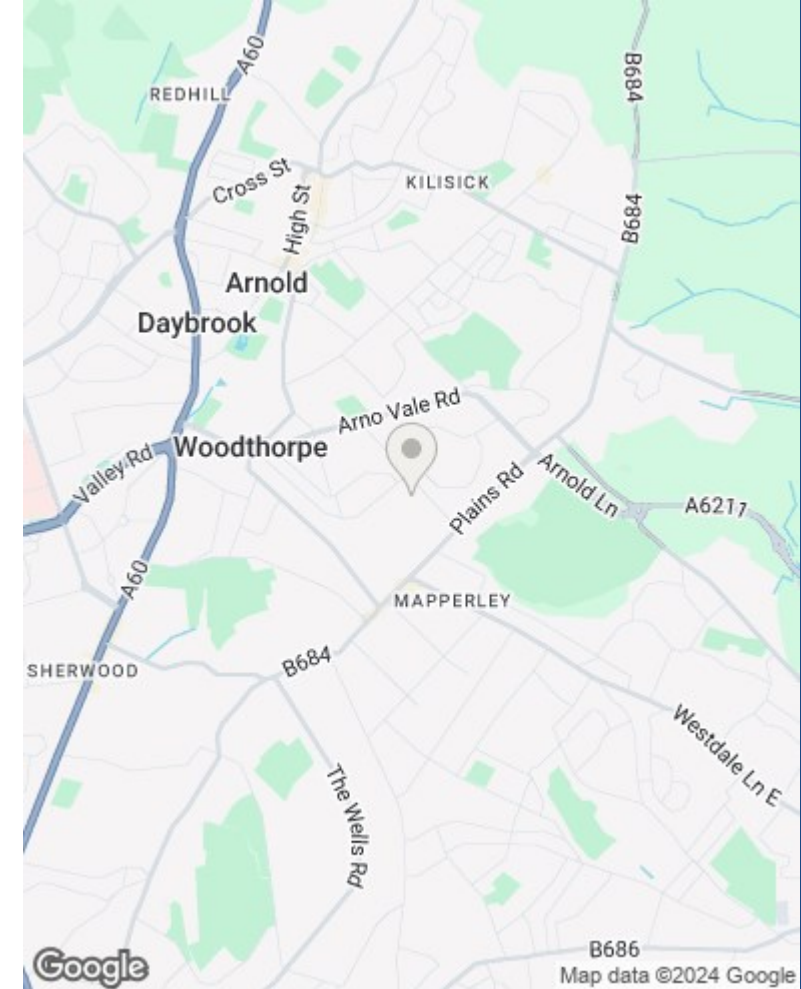 A60
B684
REDHILL
Cross St
KILISICK
High St
B684
Arnold
Daybrook
Arno Vale Rd
Woodthorpe
Valley Rd
Plains Rd
Arnold Ln
A6211
A60
MAPPERLEY
SHERWOOD
B684
Westdale Ln E
The Wells Rd
B686
Google
Map data ©2024 Google